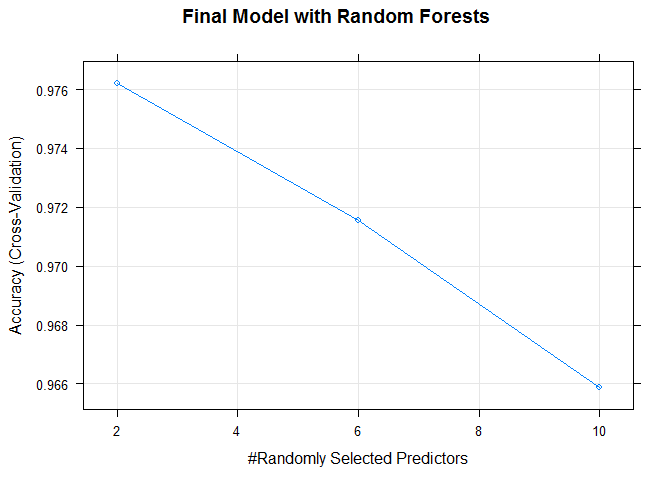 Final Model with Random Forests
Accuracy (Cross-Validation)
0.976
0.974
0.972
0.970
0.968
0.966
2 4 6 8 10
#Randomly Selected Predictors